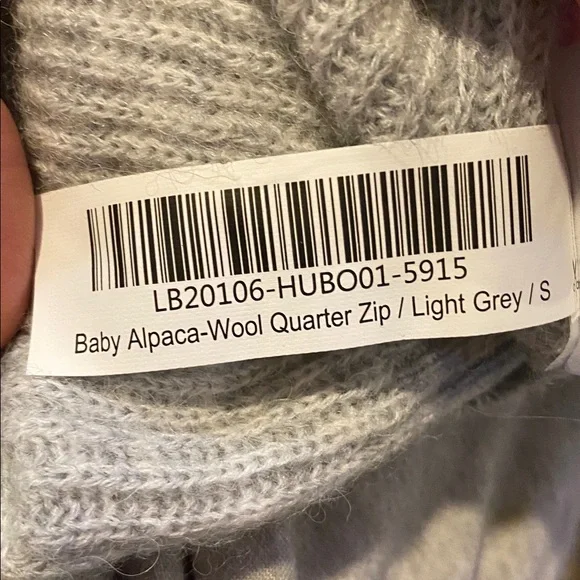 LB20106-HUBO01-5915
Baby Alpaca-Wool Quarter Zip / Light Grey / S